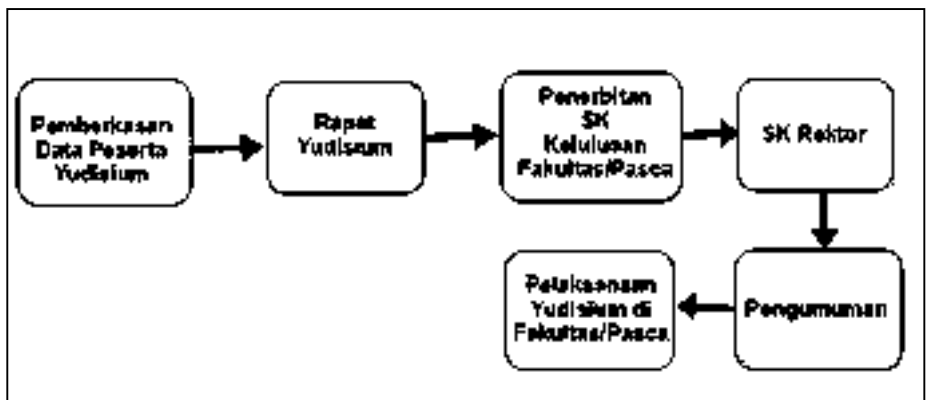 Pemberkasan
Data Peserta
Yudisium
Rapat
Yudisium
Penerbitan
SK
Kelulusan
Fakultas/Pasca
SK Rektor
Pengumuman
Pelaksanaan
Yudisium di
Fakultas/Pasca